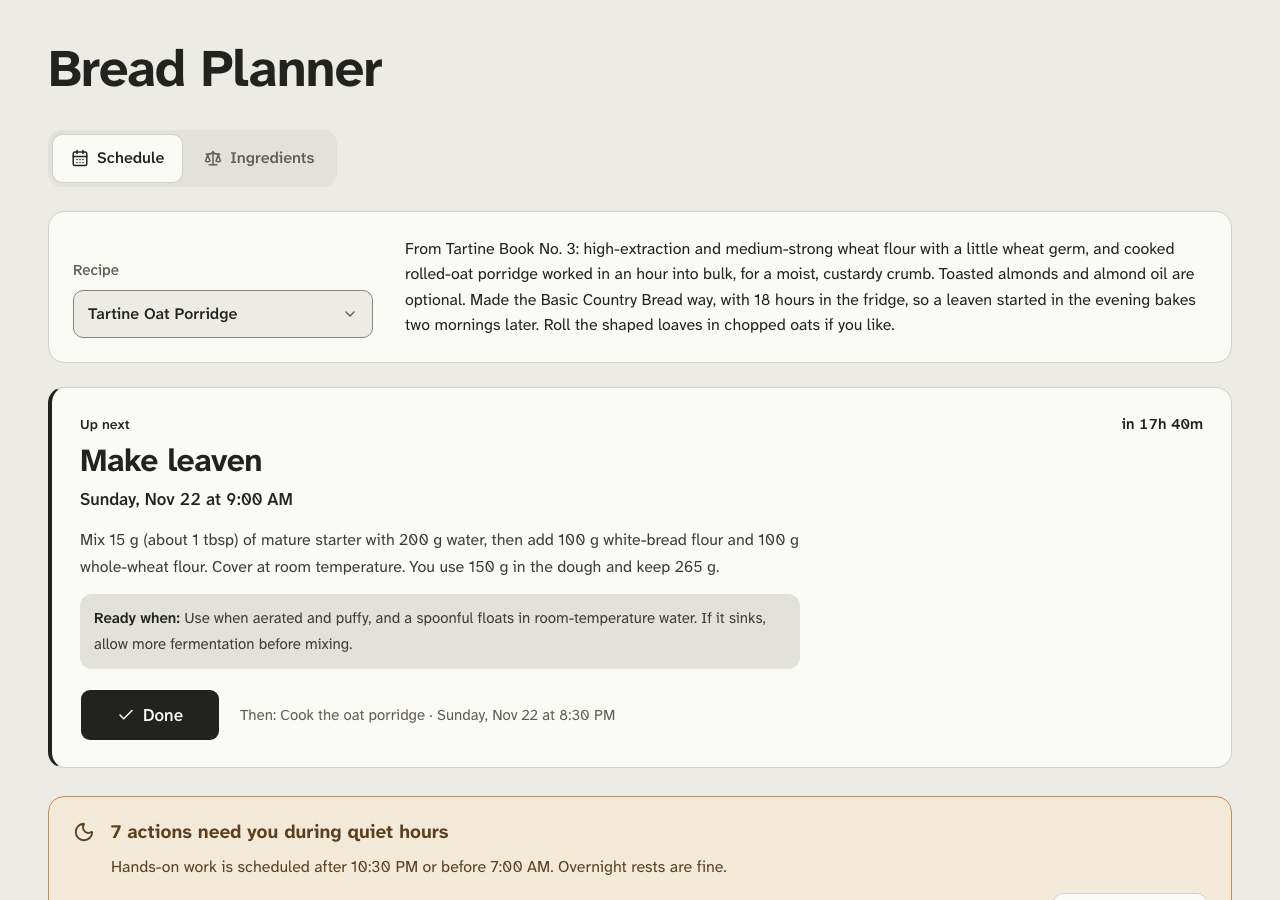 Bread Planner
Schedule
Ingredients
Recipe
Tartine Oat Porridge
From Tartine Book No. 3: high-extraction and medium-strong wheat flour with a little wheat germ, and cooked
rolled-oat porridge worked in an hour into bulk, for a moist, custardy crumb. Toasted almonds and almond oil are
optional. Made the Basic Country Bread way, with 18 hours in the fridge, so a leaven started in the evening bakes
two mornings later. Roll the shaped loaves in chopped oats if you like.
Up next
in 17h 40m
Make leaven
Sunday, Nov 22 at 9:00 AM
Mix 15 g (about 1 tbsp) of mature starter with 200 g water, then add 100 g white-bread flour and 100 g
whole-wheat flour. Cover at room temperature. You use 150 g in the dough and keep 265 g.
Ready when: Use when aerated and puffy, and a spoonful floats in room-temperature water. If it sinks,
allow more fermentation before mixing.
Done
Then: Cook the oat porridge · Sunday, Nov 22 at 8:30 PM
7 actions need you during quiet hours
Hands-on work is scheduled after 10:30 PM or before 7:00 AM. Overnight rests are fine.